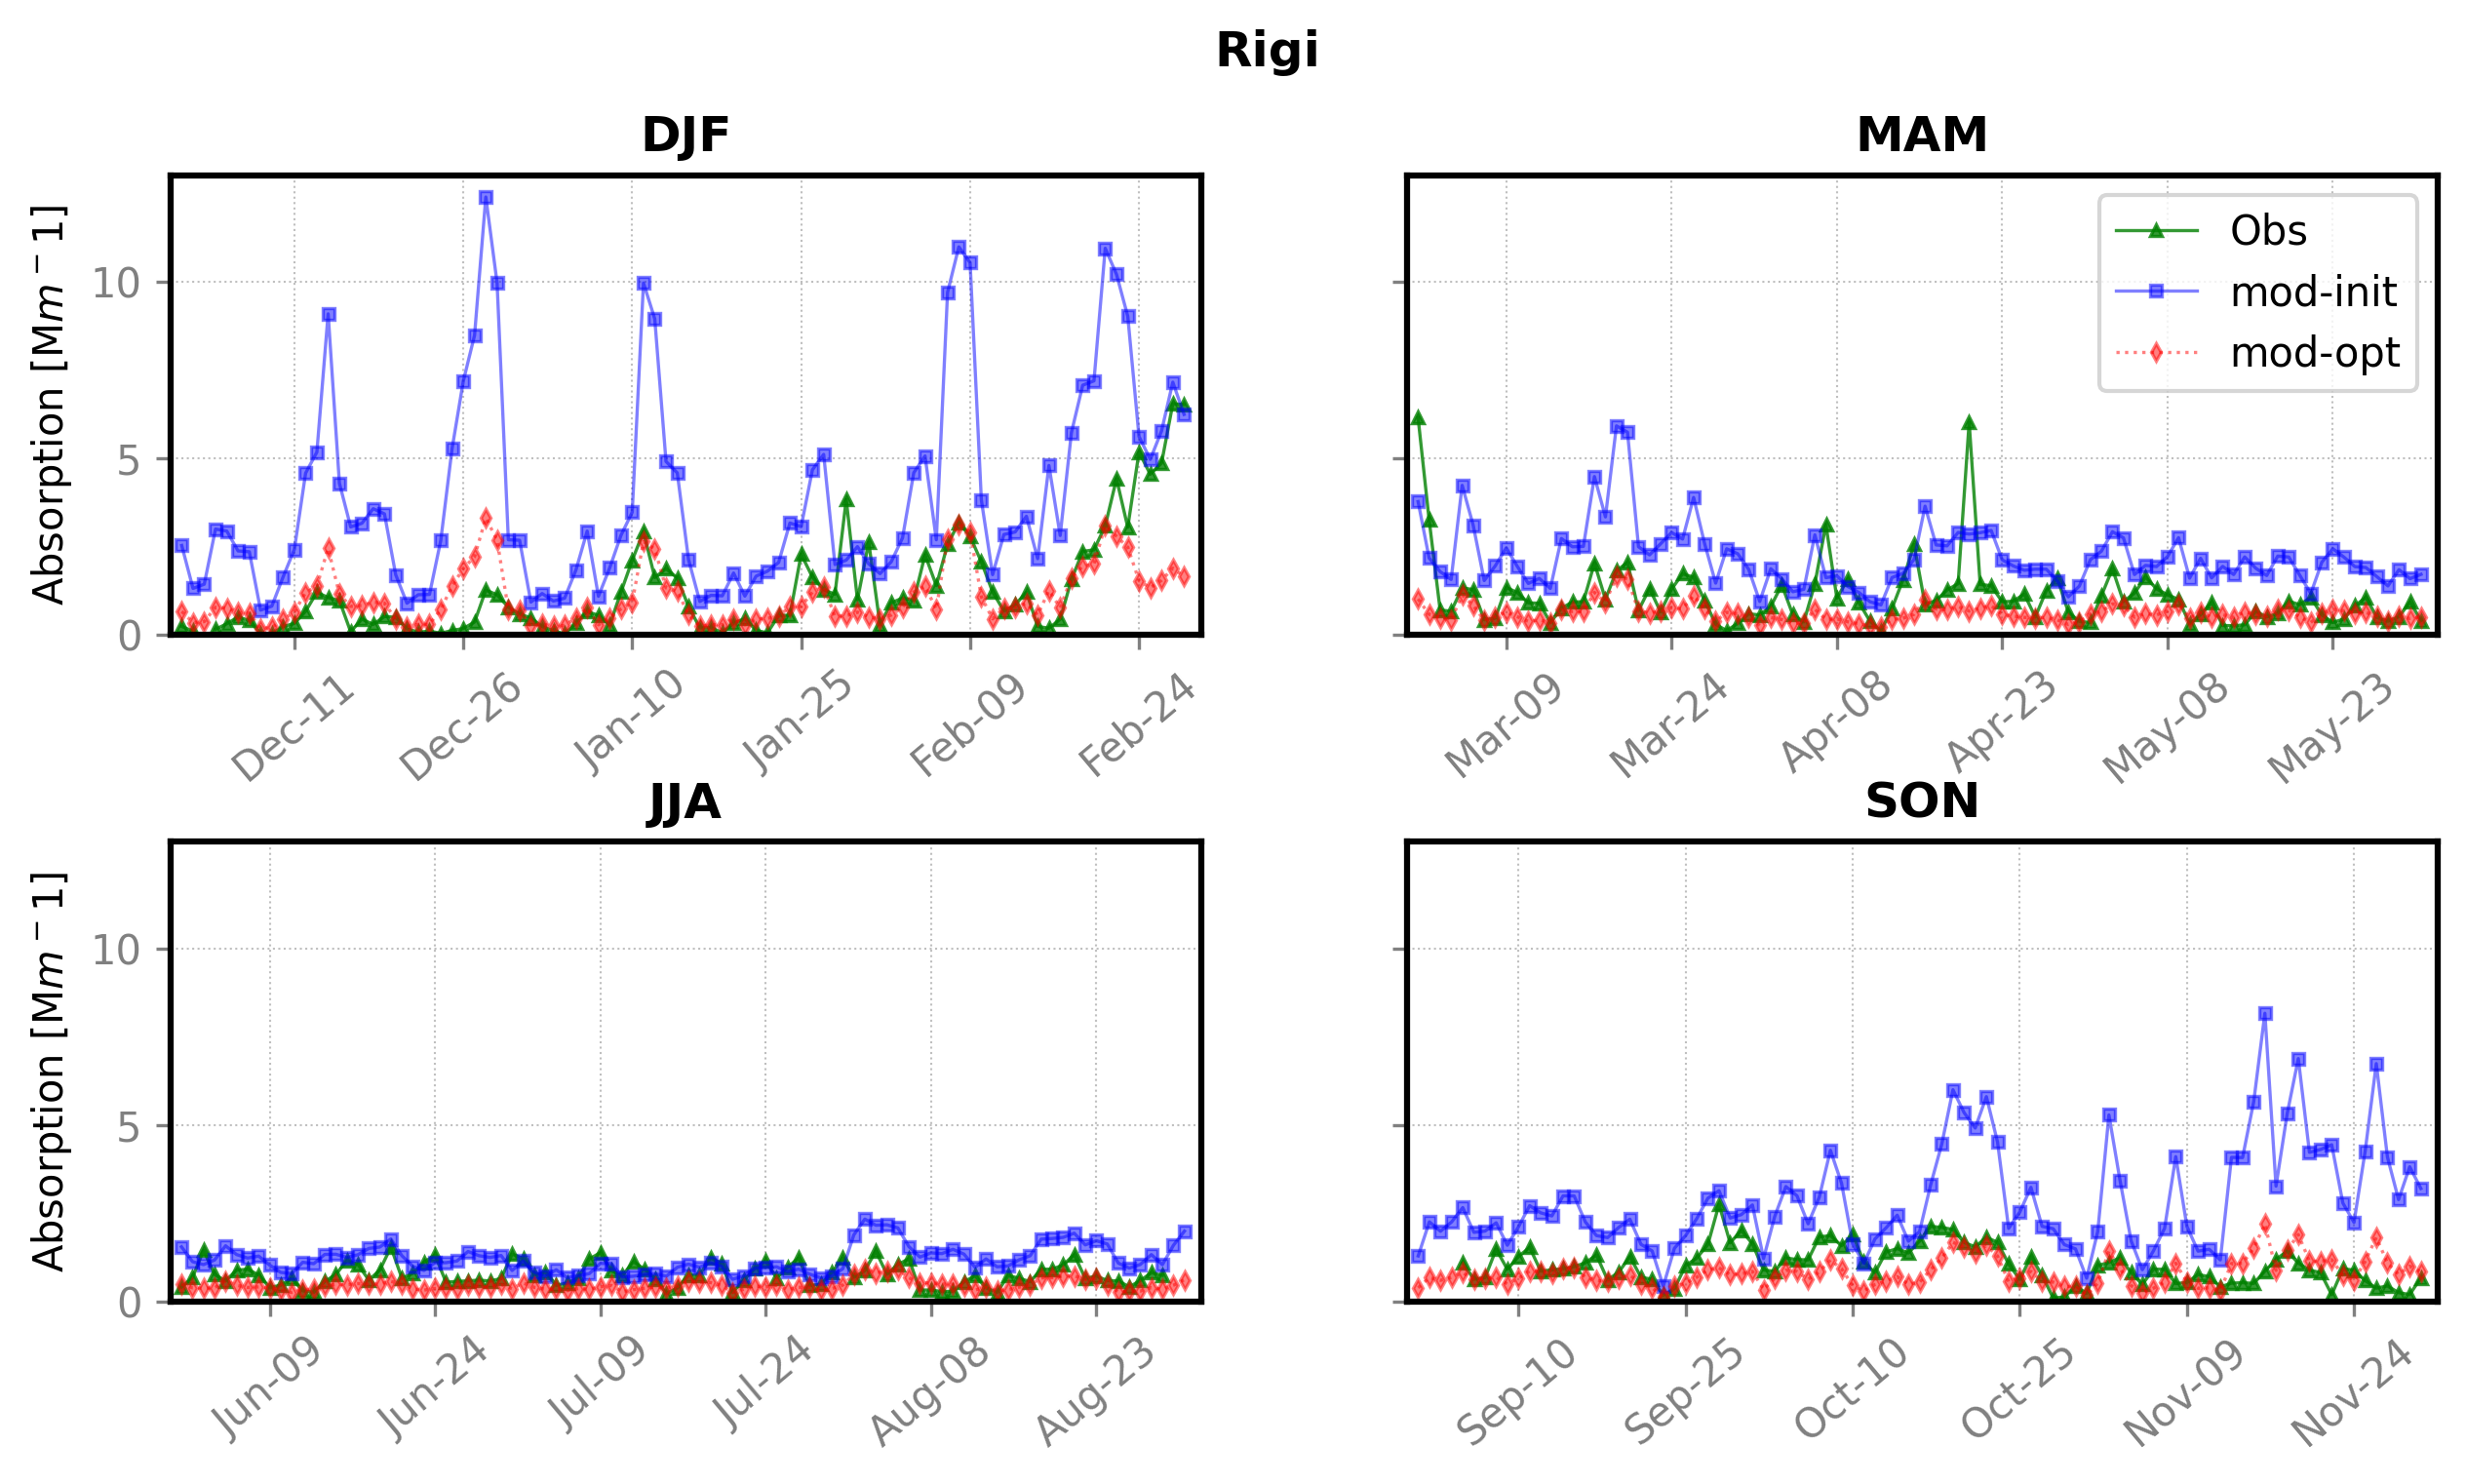 Rigi
DJF
MAM
Absorption [Mm − 1]
10
5
0
Obs
mod-init
mod-opt
Dec-11
Dec-26
Jan-10
Jan-25
Feb-09
Feb-24
Mar-09
Mar-24
Apr-08
Apr-23
May-08
May-23
JJA
SON
Absorption [Mm − 1]
10
5
0
Jun-09
Jun-24
Jul-09
Jul-24
Aug-08
Aug-23
Sep-10
Sep-25
Oct-10
Oct-25
Nov-09
Nov-24